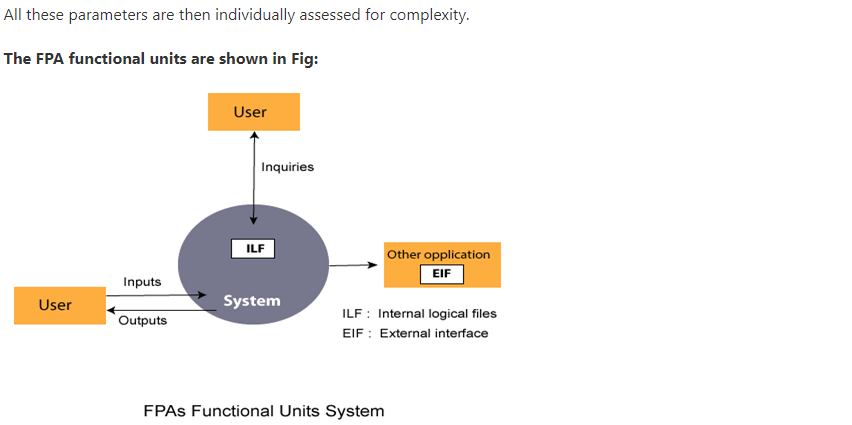 All these parameters are then individually assessed for complexity.
The FPA functional units are shown in Fig:
User
Inquiries
ILF
Other opplication
EIF
Inputs
User
System
Outputs
ILF : Internal logical files
EIF : External interface
FPAs Functional Units System